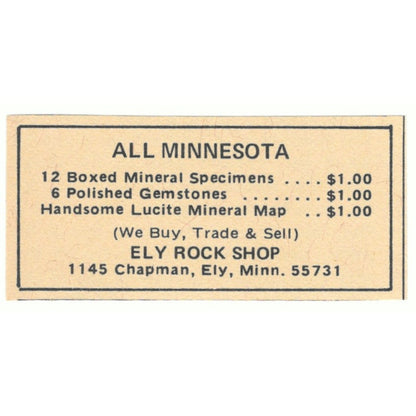 ALL MINNESOTA
12 Boxed Mineral Specimens .... $1.00
6 Polished Gemstones ........ $1.00
Handsome Lucite Mineral Map .. $1.00
(We Buy, Trade & Sell)
ELY ROCK SHOP
1145 Chapman, Ely, Minn. 55731